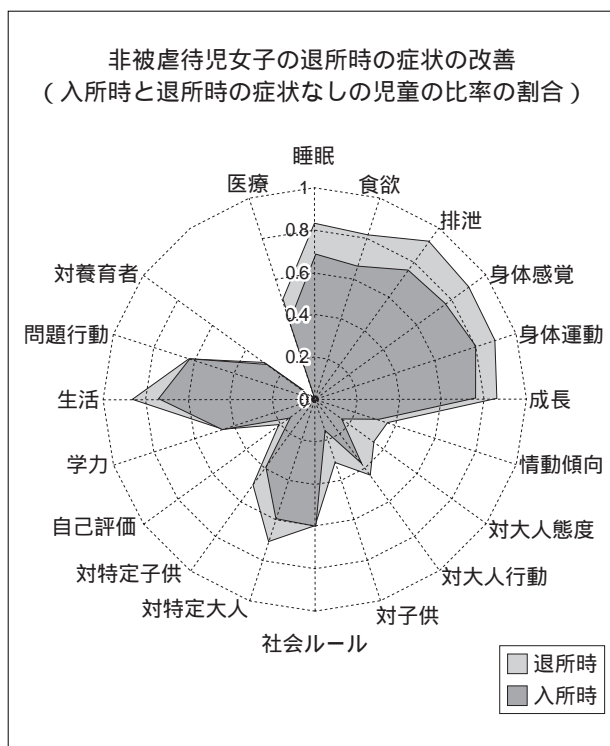 非被虐待児女子の退所時の症状の改善
（入所時と退所時の症状なしの児童の比率の割合）
睡眠
食欲
排泄
身体感覚
身体運動
成長
情動傾向
対大人態度
対大人行動
対子供
社会ルール
対特定大人
対特定子供
自己評価
学力
生活
問題行動
対養育者
医療
1
0.8
0.6
0.4
0.2
0
退所時
入所時